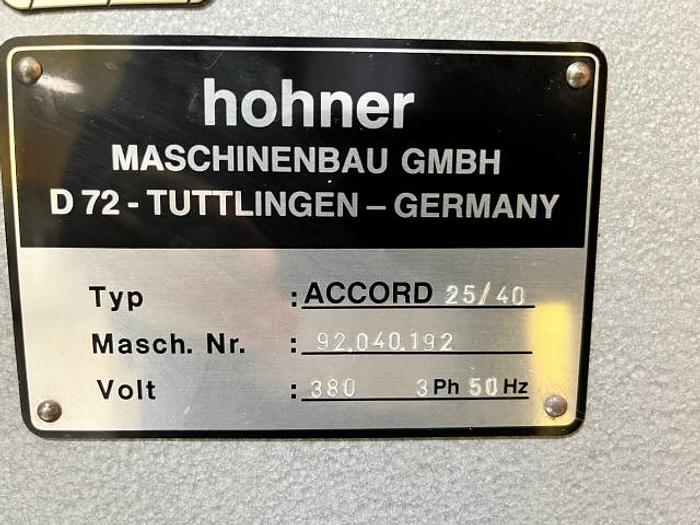 hohner
MASCHINENBAU GMBH
D 72 - TUTTLINGEN – GERMANY
Typ : ACCORD 25/40
Masch. Nr. : 92.040.192
Volt : 380 3 Ph 50 Hz